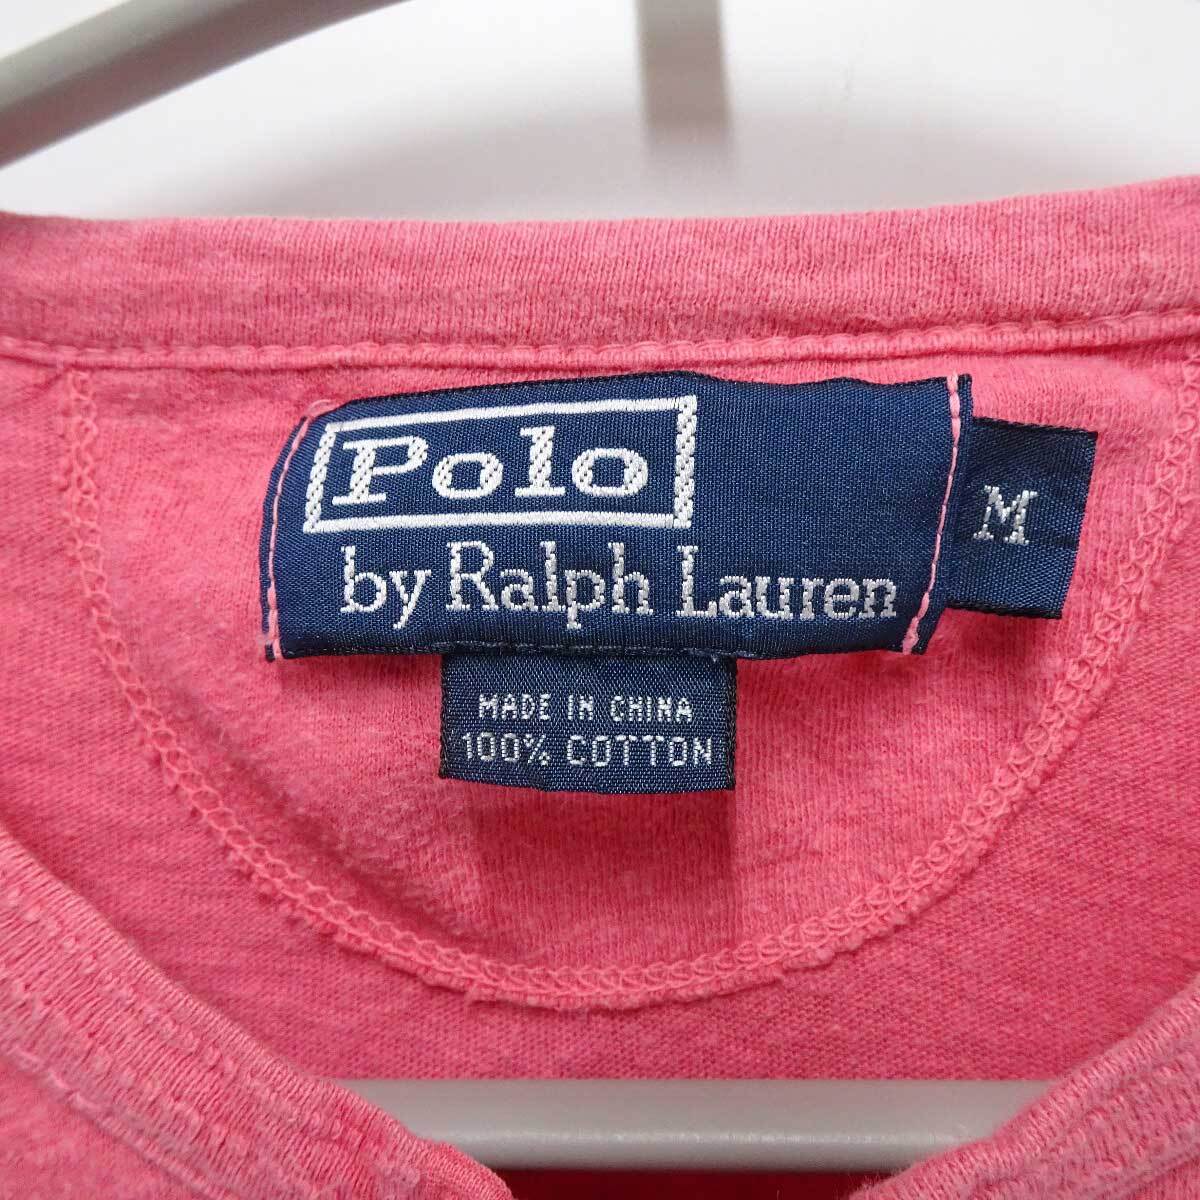 Polo
by Ralph Lauren
M
MADE IN CHINA
100% COTTON